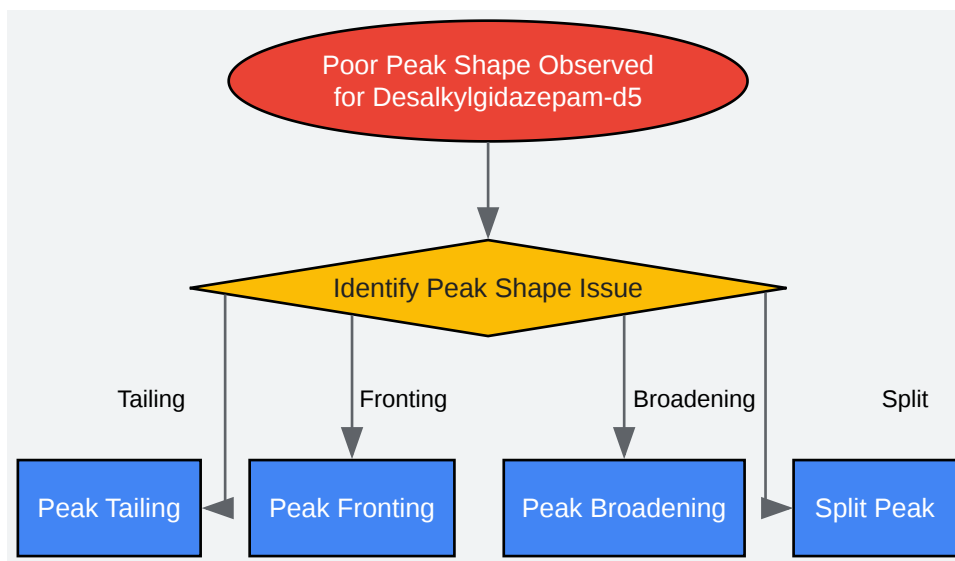 Poor Peak Shape Observed
for Desalkylgidazepam-d5
Identify Peak Shape Issue
Tailing
Fronting
Broadening
Split
Peak Tailing
Peak Fronting
Peak Broadening
Split Peak